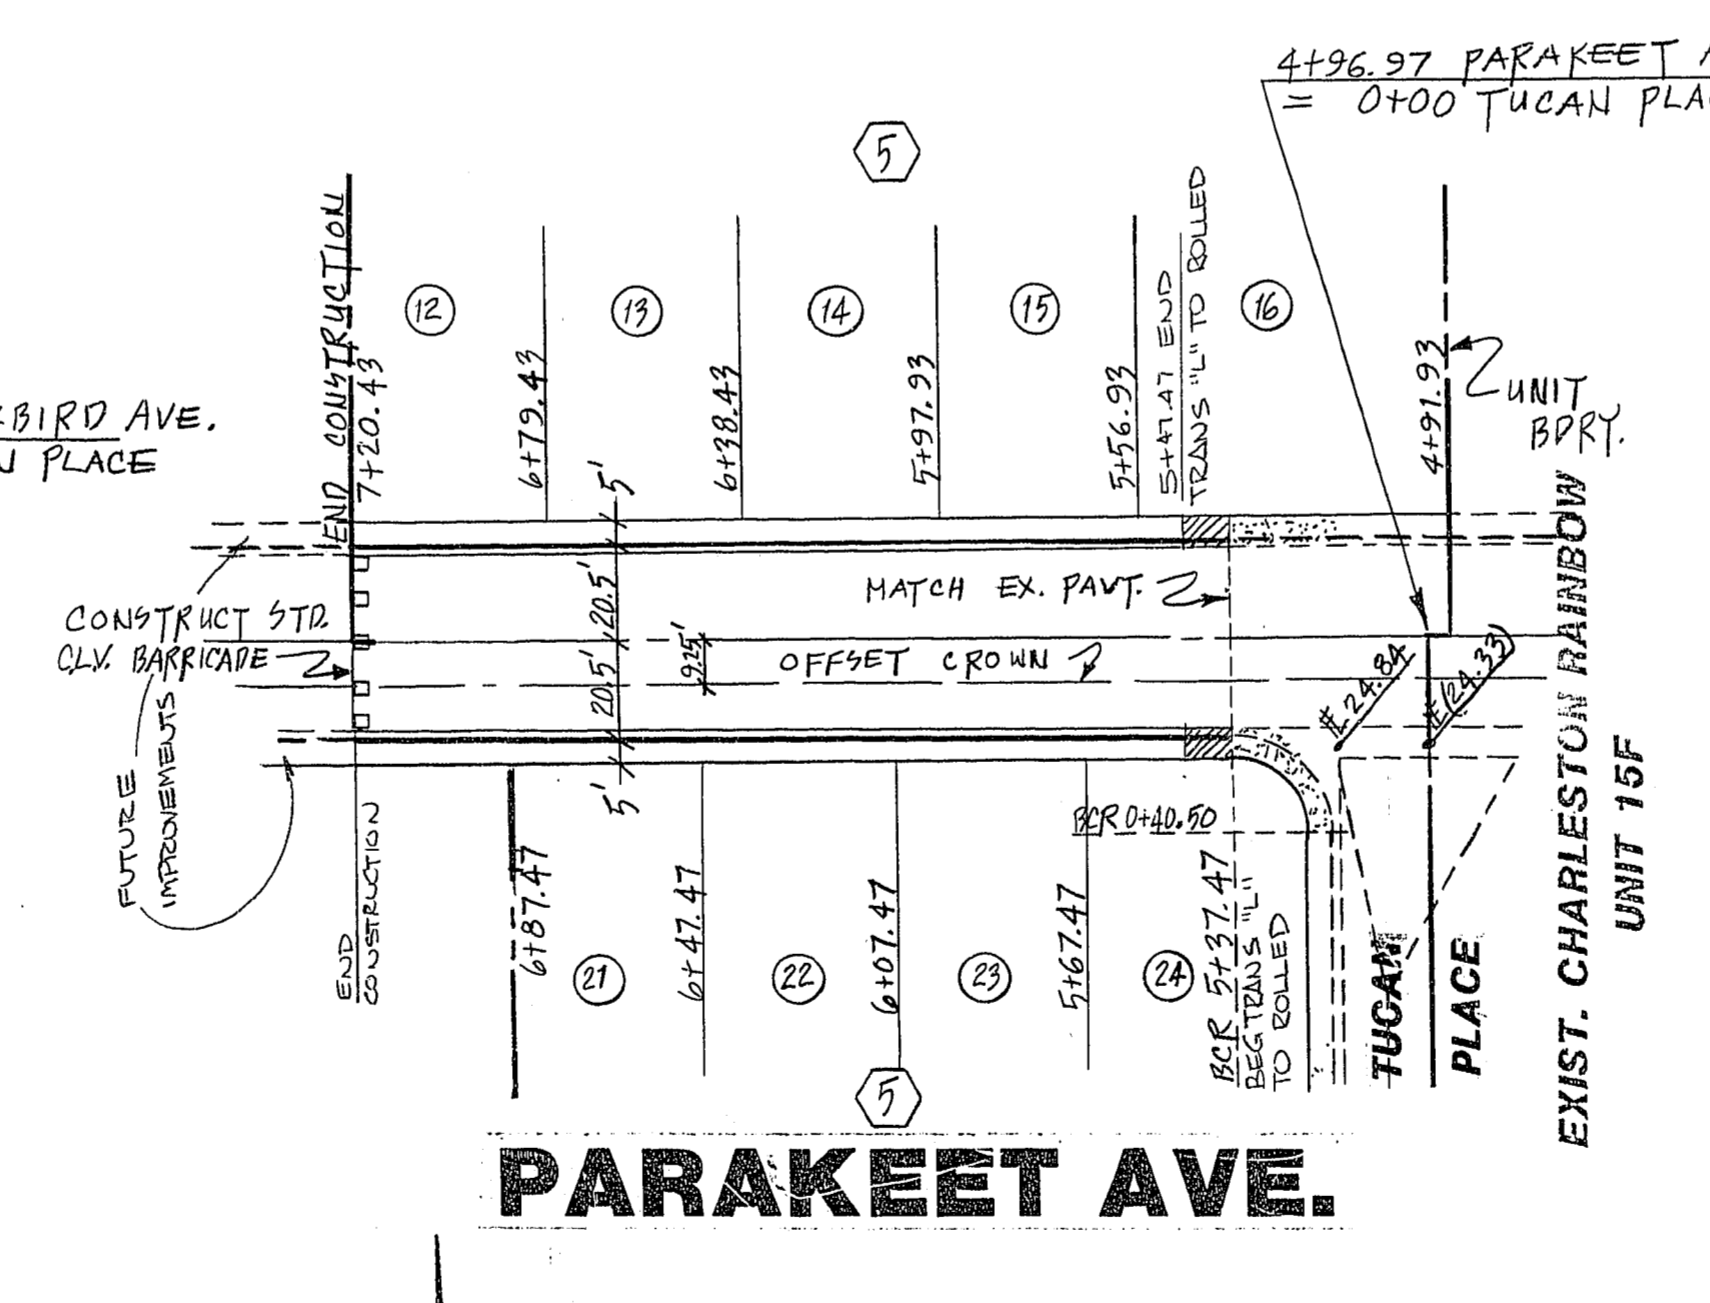 4+96.97 PARAKEET
= 0+00 TUCAN
5
END CONSTRUCTION
7+20.43
12
6+79.43
13
6+38.43
14
5+97.93
15
5+56.93
5+47.47 END
TRANS "L" TO ROLLED
16
4+91.93
UNIT
BDRY.
BIRD AVE.
PLACE
5'
20.5'
20.5'
5'
9.25'
MATCH EX. PAVT.
OFFSET CROWN
CONSTRUCT STD.
C.L.V. BARRICADE
FUTURE
IMPROVEMENTS
24.84
(24.33)
EXIST. CHARLESTON RAINBOW
UNIT 15F
BCR 0+40.50
END
CONSTRUCTION
6+87.47
21
6+47.47
22
6+07.47
23
5+67.47
24
BCR 5+37.47
BEG TRANS "L"
TO ROLLED
TUCAN
PLACE
5
PARAKEET AVE.